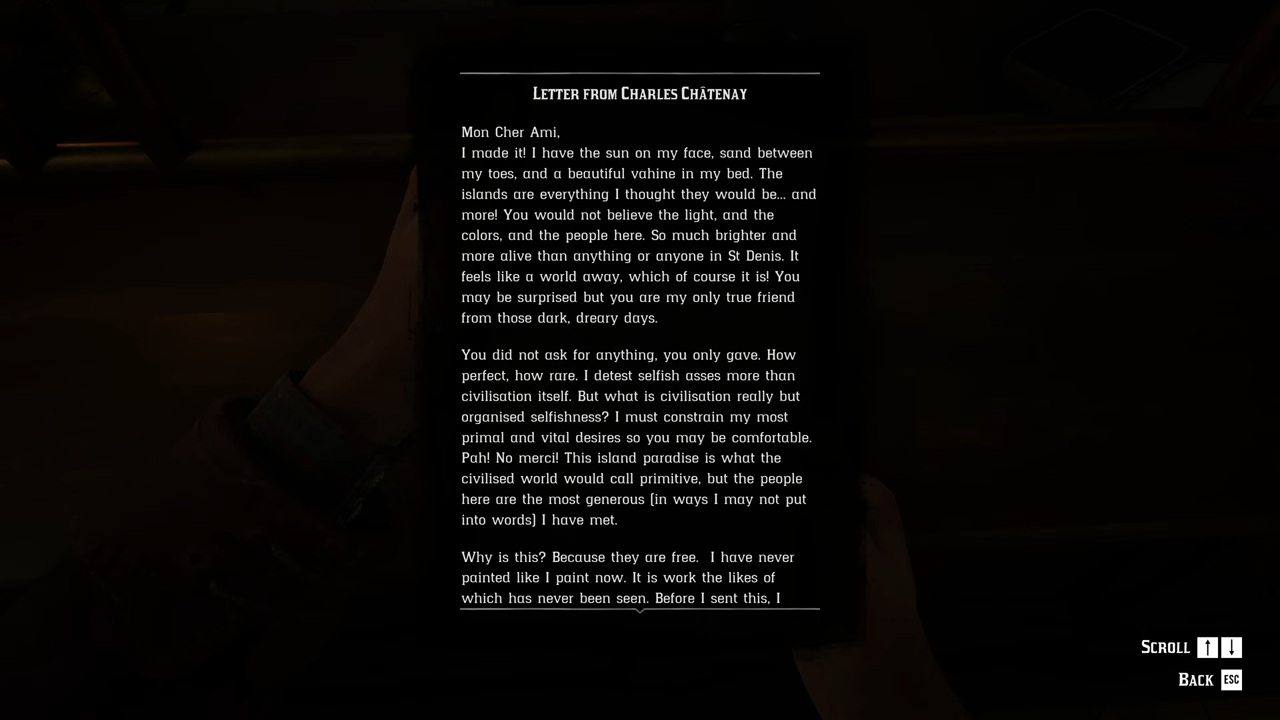 Letter from Charles Châtenay
Mon Cher Ami,
I made it! I have the sun on my face, sand between
my toes, and a beautiful vahine in my bed. The
islands are everything I thought they would be... and
more! You would not believe the light, and the
colors, and the people here. So much brighter and
more alive than anything or anyone in St Denis. It
feels like a world away, which of course it is! You
may be surprised but you are my only true friend
from those dark, dreary days.
You did not ask for anything, you only gave. How
perfect, how rare. I detest selfish asses more than
civilisation itself. But what is civilisation really but
organised selfishness? I must constrain my most
primal and vital desires so you may be comfortable.
Pah! No merci! This island paradise is what the
civilised world would call primitive, but the people
here are the most generous (in ways I may not put
into words) I have met.
Why is this? Because they are free.  I have never
painted like I paint now. It is work the likes of
which has never been seen. Before I sent this, I
Scroll ↑ ↓
Back ESC